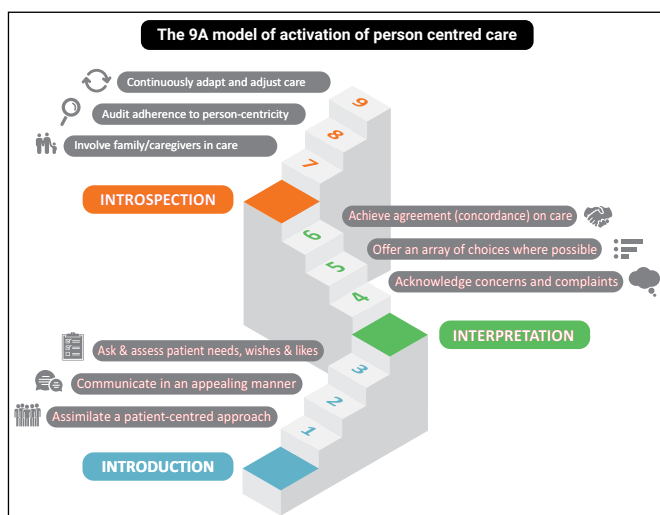 The 9A model of activation of person centred care
Continuously adapt and adjust care
9
Audit adherence to person-centricity
8
Involve family/caregivers in care
7
INTROSPECTION
Achieve agreement (concordance) on care
6
Offer an array of choices where possible
5
Acknowledge concerns and complaints
4
INTERPRETATION
Ask & assess patient needs, wishes & likes
3
Communicate in an appealing manner
2
Assimilate a patient-centred approach
1
INTRODUCTION